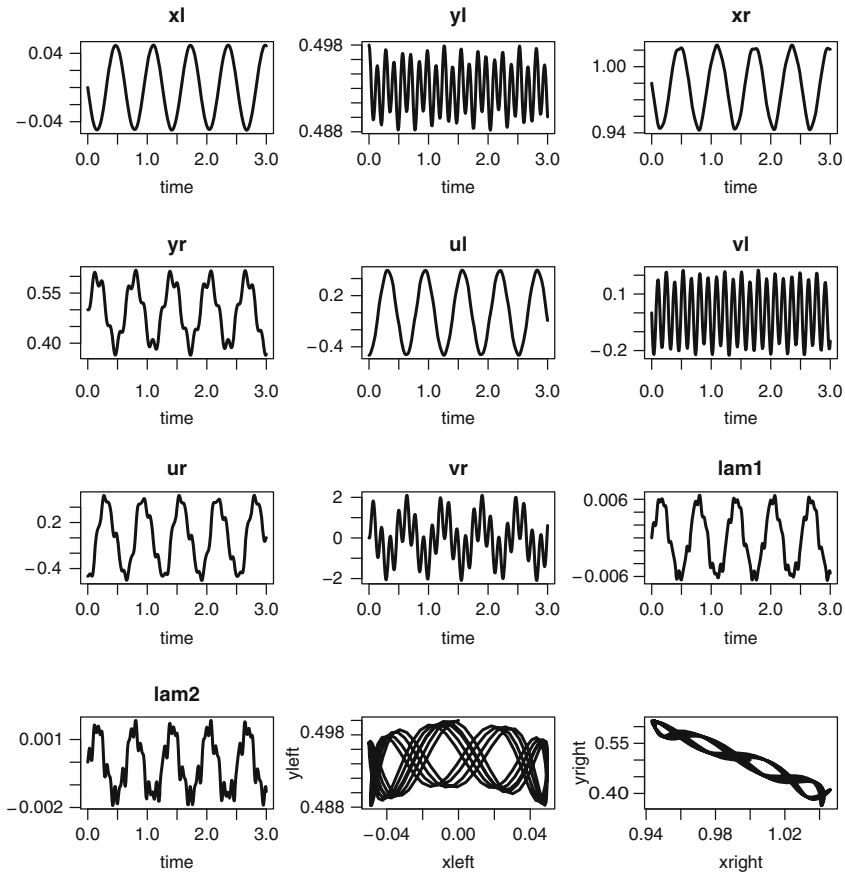 xl yl xr
0.04 −0.04 0.498 0.488 1.00 0.94
0.0 1.0 2.0 3.0 0.0 1.0 2.0 3.0 0.0 1.0 2.0 3.0
time time time
yr ul vl
0.55 0.40 0.2 −0.4 0.1 −0.2
0.0 1.0 2.0 3.0 0.0 1.0 2.0 3.0 0.0 1.0 2.0 3.0
time time time
ur vr lam1
0.2 −0.4 2 0 −2 0.006 −0.006
0.0 1.0 2.0 3.0 0.0 1.0 2.0 3.0 0.0 1.0 2.0 3.0
time time time
lam2
0.001 −0.002 yleft 0.498 0.488 yright 0.55 0.40
0.0 1.0 2.0 3.0 −0.04 0.00 0.04 0.94 0.98 1.02
time xleft xright